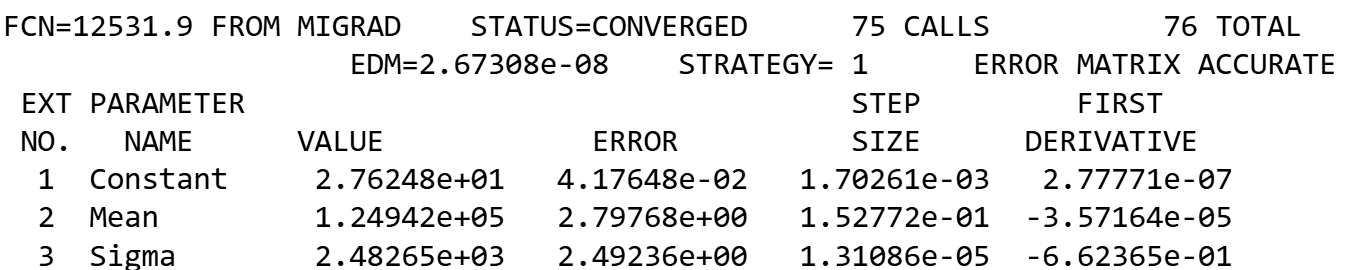 FCN=12531.9 FROM MIGRAD    STATUS=CONVERGED      75 CALLS          76 TOTAL
                    EDM=2.67308e-08    STRATEGY= 1      ERROR MATRIX ACCURATE
 EXT PARAMETER                                   STEP         FIRST
 NO.   NAME      VALUE            ERROR          SIZE      DERIVATIVE
  1  Constant     2.76248e+01   4.17648e-02   1.70261e-03   2.77771e-07
  2  Mean         1.24942e+05   2.79768e+00   1.52772e-01  -3.57164e-05
  3  Sigma        2.48265e+03   2.49236e+00   1.31086e-05  -6.62365e-01